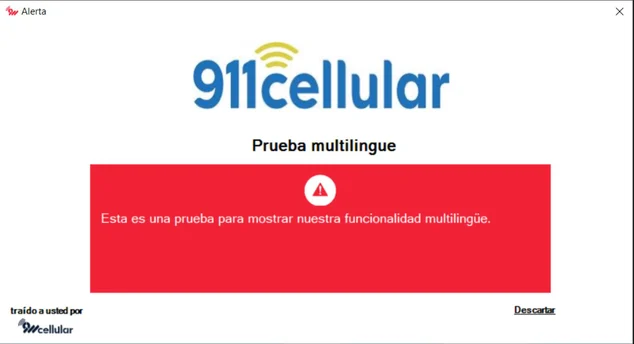 Alerta
911cellular
Prueba multilingue
Esta es una prueba para mostrar nuestra funcionalidad multilingüe.
traído a usted por
Descartar
911cellular